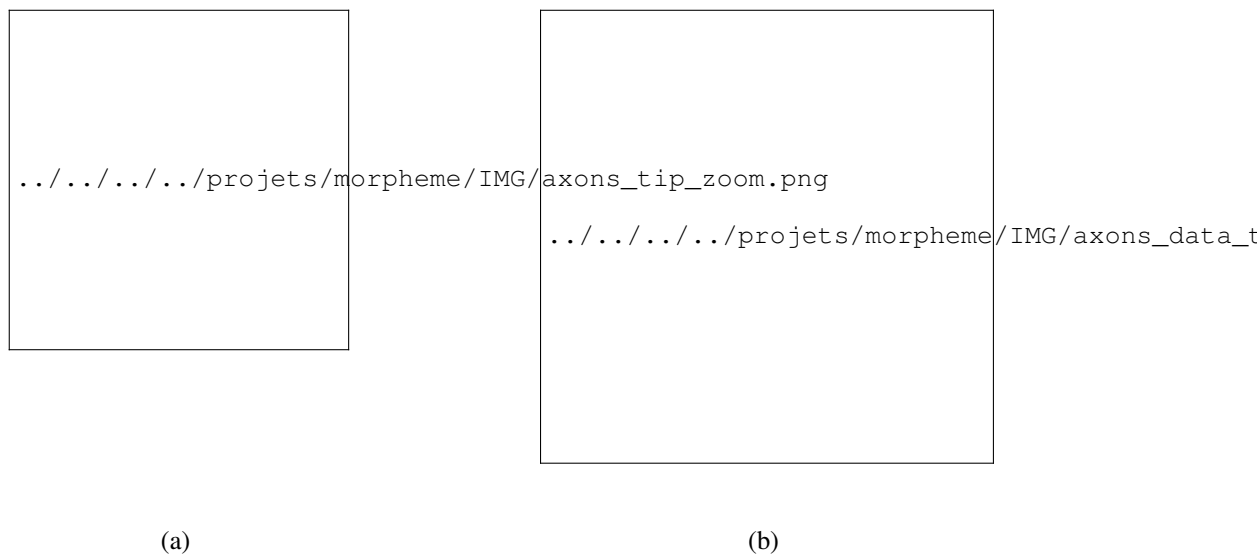 ../../../../projets/morpheme/IMG/axons_tip_zoom.png
../../../../projets/morpheme/IMG/axons_data_t
(a)
(b)